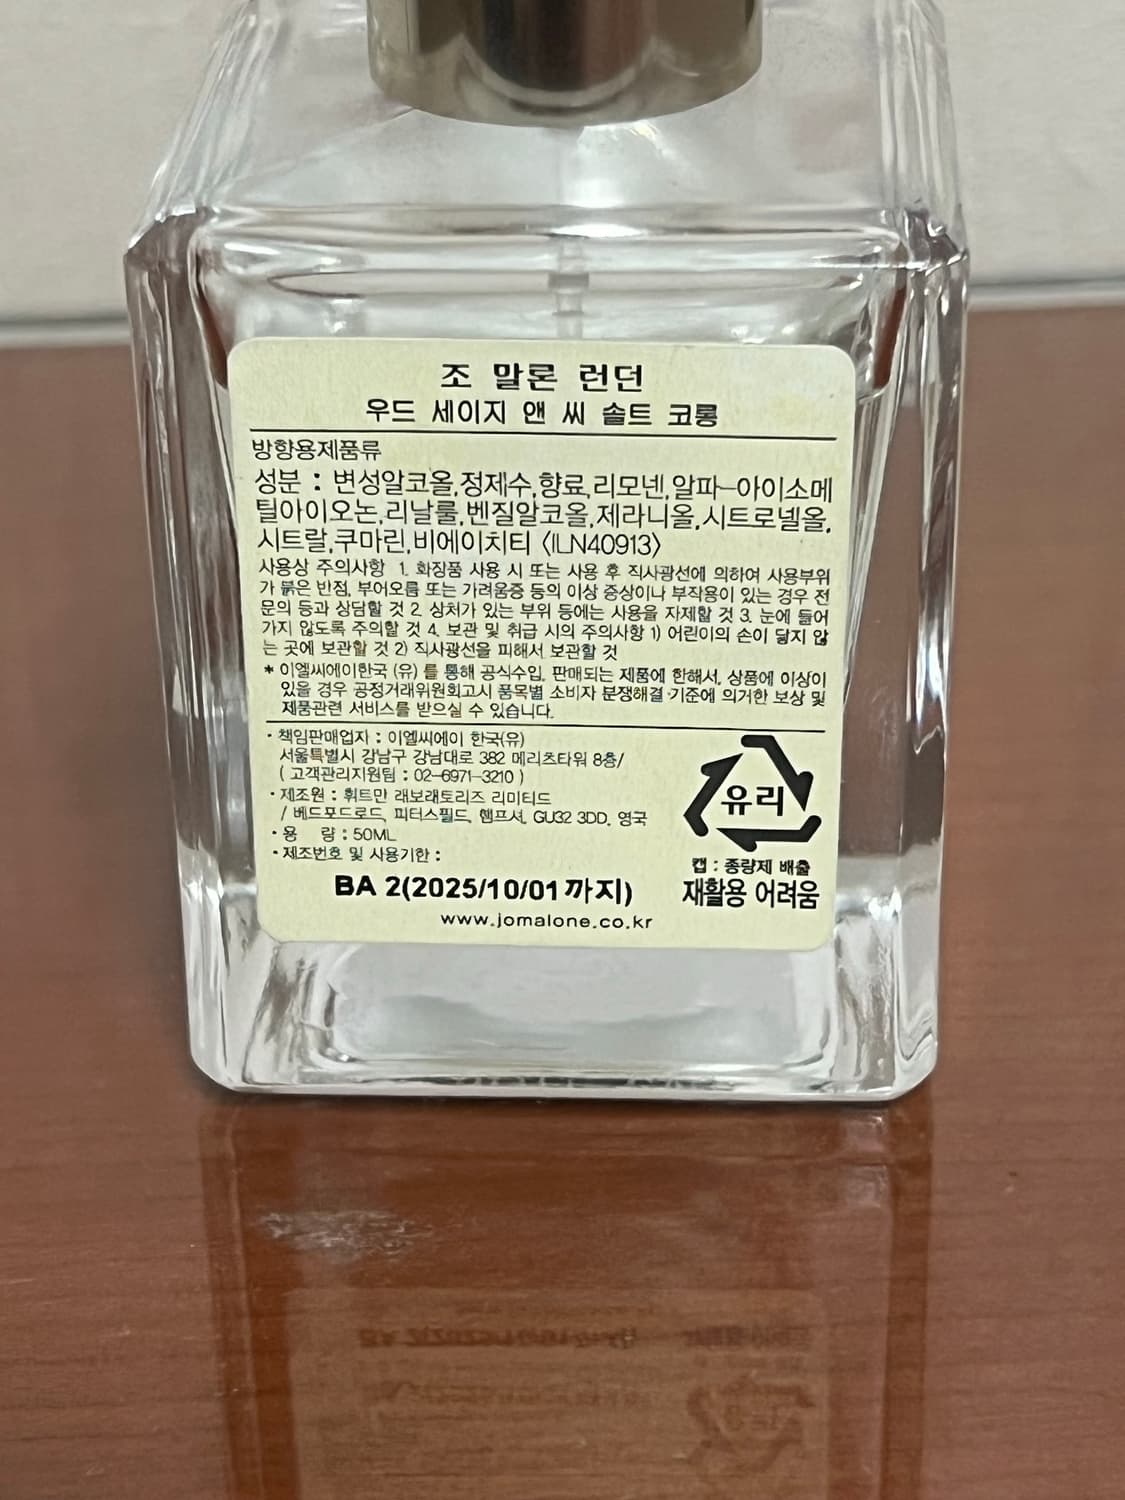 조 말론 런던
우드 세이지 앤 씨 솔트 코롱
방향용제품류
성분 : 변성알코올,정제수,향료,리모넨,알파-아이소메
틸아이오논,리날룰,벤질알코올,제라니올,시트로넬올,
시트랄,쿠마린,비에이치티 <ILN40913>
사용상 주의사항 1. 화장품 사용 시 또는 사용 후 직사광선에 의하여 사용부위
가 붉은 반점, 부어오름 또는 가려움증 등의 이상 증상이나 부작용이 있는 경우 전
문의 등과 상담할 것 2. 상처가 있는 부위 등에는 사용을 자제할 것 3. 눈에 들어
가지 않도록 주의할 것 4. 보관 및 취급 시의 주의사항 1) 어린이의 손이 닿지 않
는 곳에 보관할 것 2) 직사광선을 피해서 보관할 것
* 이엘씨에이한국 (유) 를 통해 공식수입, 판매되는 제품에 한해서, 상품에 이상이
있을 경우 공정거래위원회고시 품목별 소비자 분쟁해결 기준에 의거한 보상 및
제품관련 서비스를 받으실 수 있습니다.
· 책임판매업자 : 이엘씨에이 한국(유)
서울특별시 강남구 강남대로 382 메리츠타워 8층/
( 고객관리지원팀 : 02-6971-3210 )
· 제조원 : 휘트만 래보래토리즈 리미티드
/ 베드포드로드, 피터스필드, 햄프셔, GU32 3DD, 영국
· 용 량 : 50ML
· 제조번호 및 사용기한 :
BA 2(2025/10/01까지)
www.jomalone.co.kr
유리
캡 : 종량제 배출
재활용 어려움